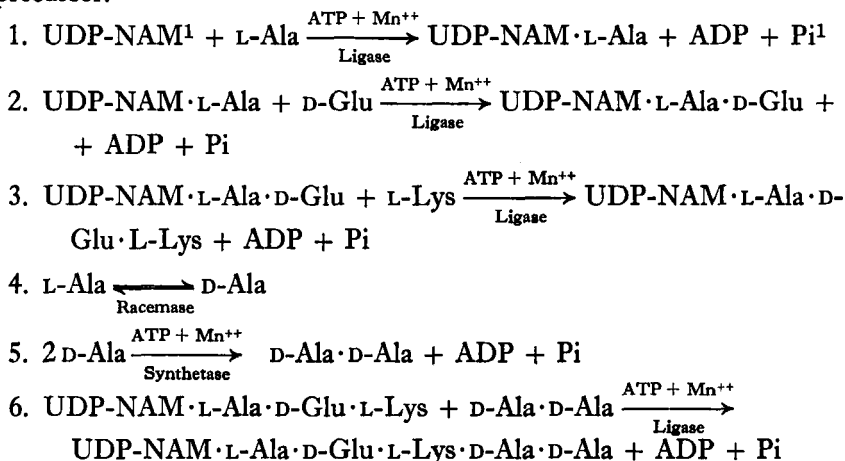 1. UDP-NAM¹ + L-Ala ATP + Mn⁺⁺ Ligase → UDP-NAM·L-Ala + ADP + Pi¹
2. UDP-NAM·L-Ala + D-Glu ATP + Mn⁺⁺ Ligase → UDP-NAM·L-Ala·D-Glu +
+ ADP + Pi
3. UDP-NAM·L-Ala·D-Glu + L-Lys ATP + Mn⁺⁺ Ligase → UDP-NAM·L-Ala·D-
Glu·L-Lys + ADP + Pi
4. L-Ala ⇌ Racemase D-Ala
5. 2 D-Ala ATP + Mn⁺⁺ Synthetase → D-Ala·D-Ala + ADP + Pi
6. UDP-NAM·L-Ala·D-Glu·L-Lys + D-Ala·D-Ala ATP + Mn⁺⁺ Ligase →
UDP-NAM·L-Ala·D-Glu·L-Lys·D-Ala·D-Ala + ADP + Pi